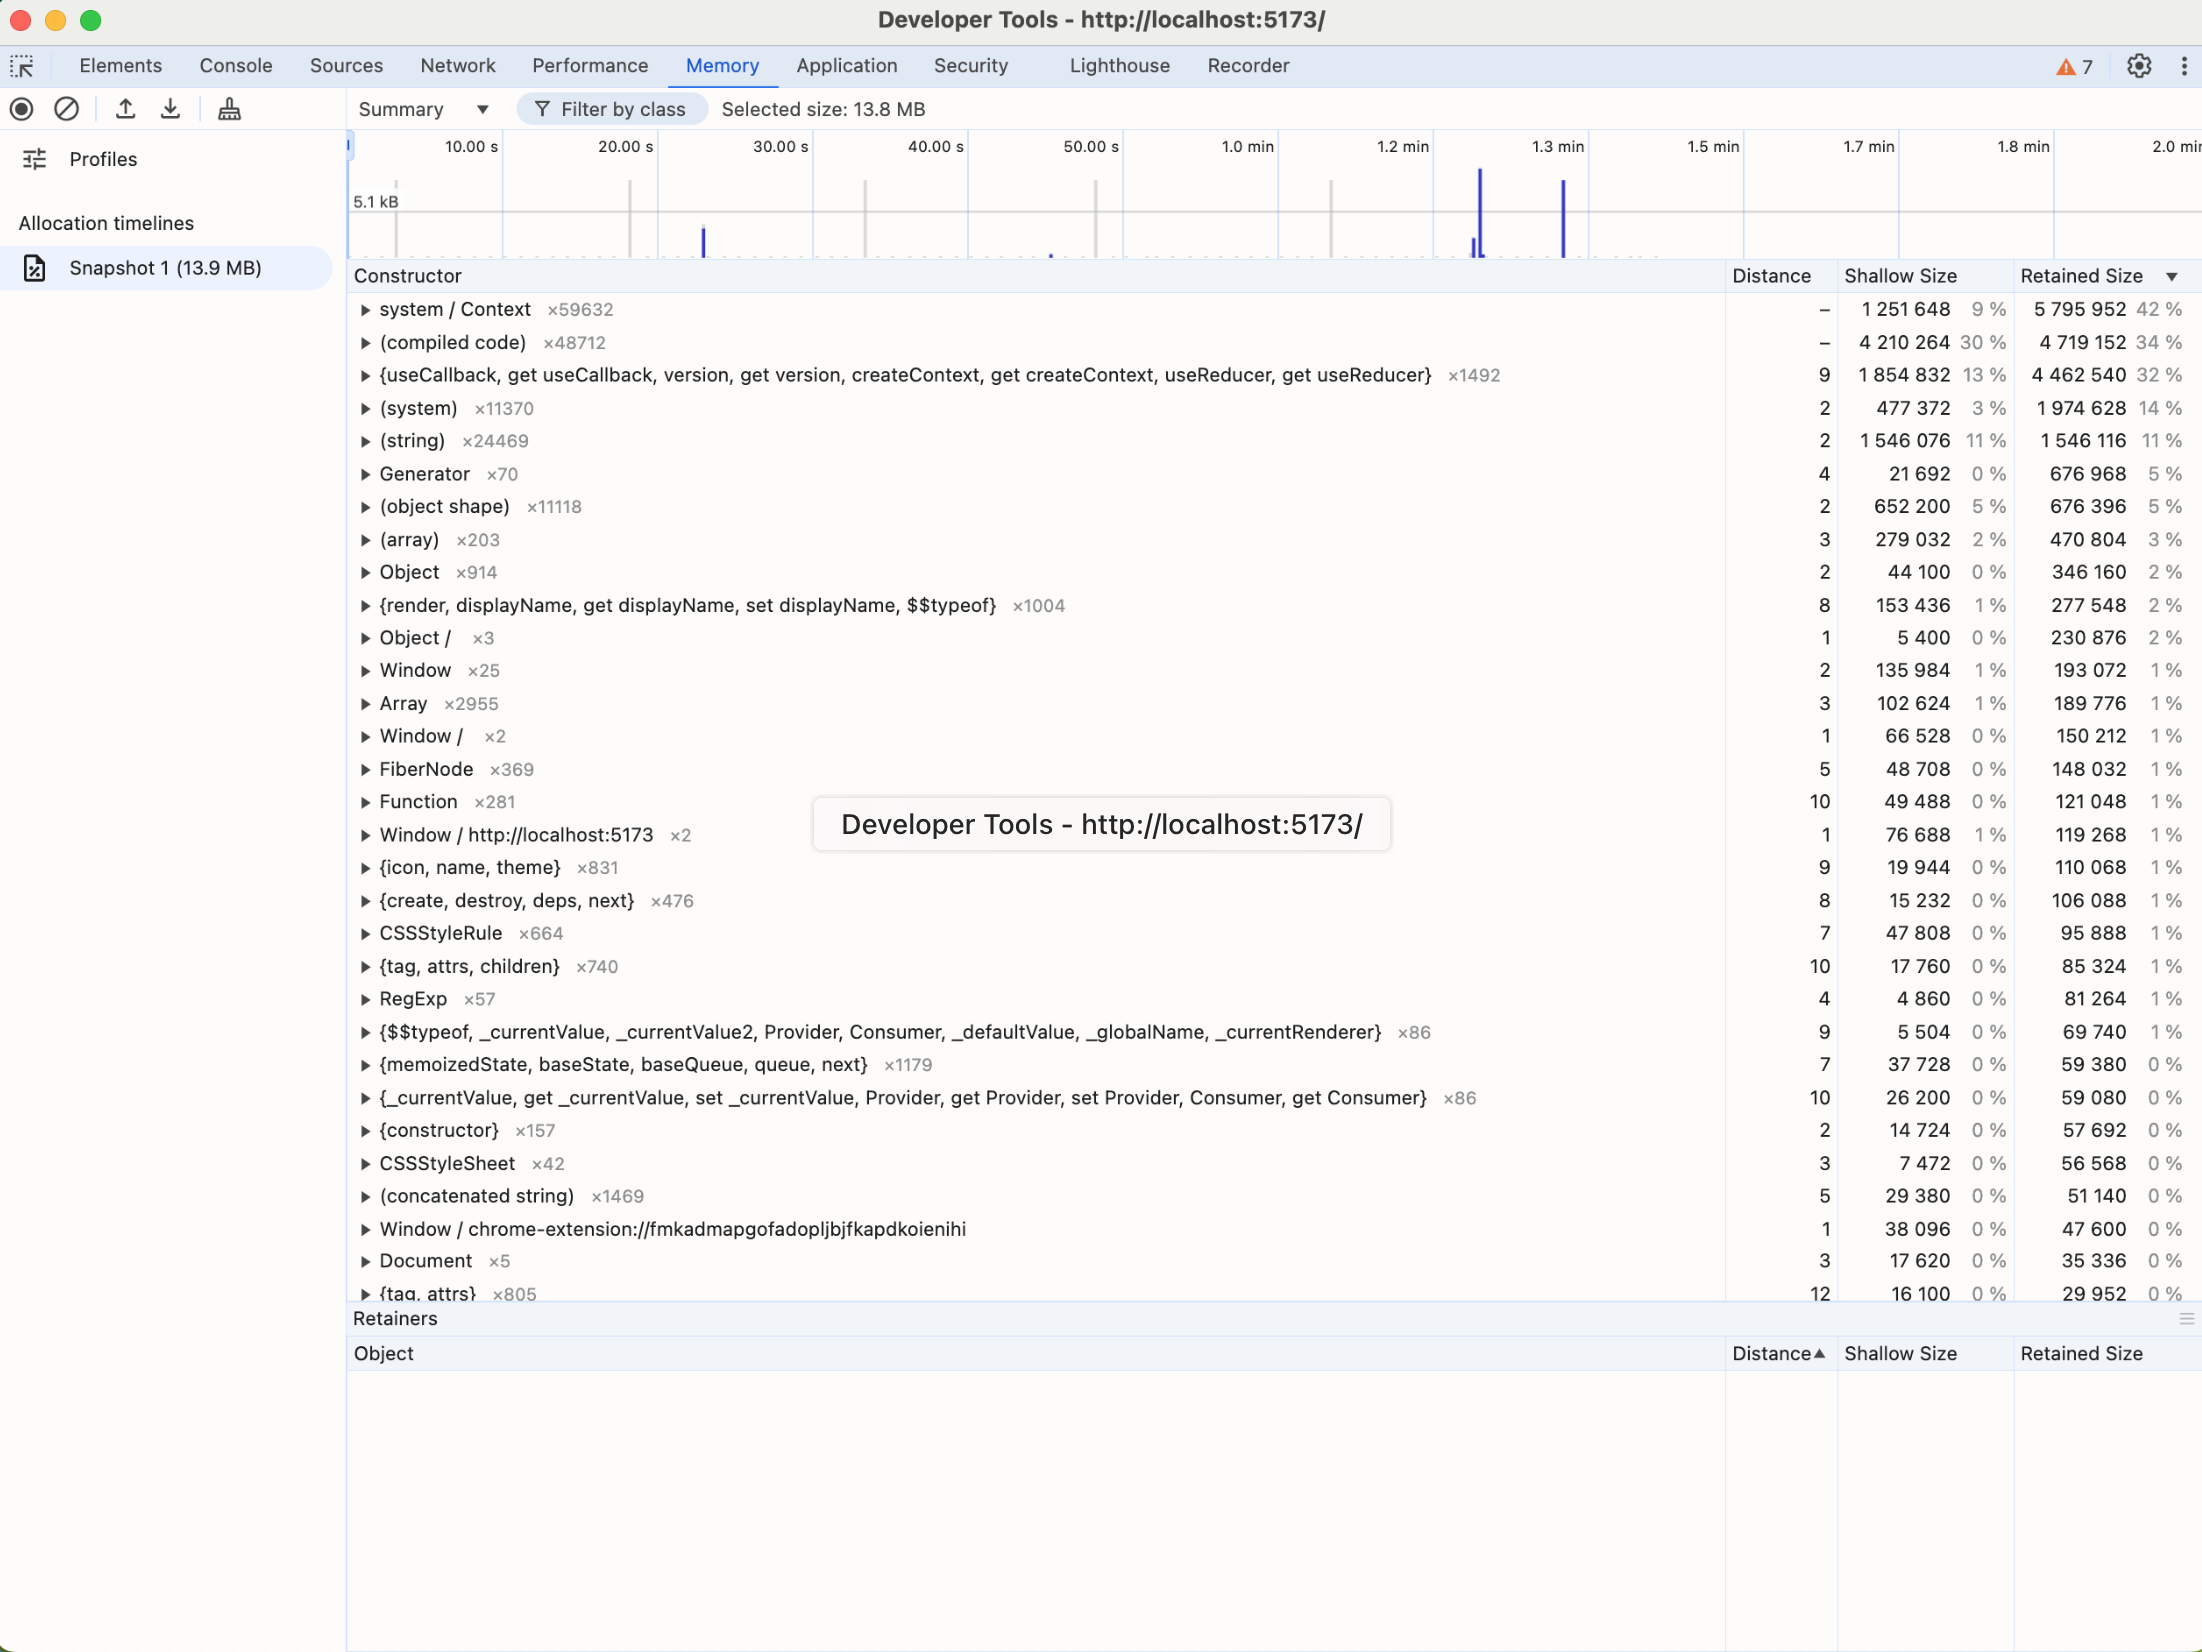 Developer Tools - http://localhost:5173/
Elements Console Sources Network Performance Memory Application Security Lighthouse Recorder 7
Summary Filter by class Selected size: 13.8 MB
Profiles
Allocation timelines
Snapshot 1 (13.9 MB)
10.00 s 20.00 s 30.00 s 40.00 s 50.00 s 1.0 min 1.2 min 1.3 min 1.5 min 1.7 min 1.8 min 2.0 min
5.1 kB
Constructor Distance Shallow Size Retained Size
system / Context ×59632 – 1 251 648 9 % 5 795 952 42 %
(compiled code) ×48712 – 4 210 264 30 % 4 719 152 34 %
{useCallback, get useCallback, version, get version, createContext, get createContext, useReducer, get useReducer} ×1492 9 1 854 832 13 % 4 462 540 32 %
(system) ×11370 2 477 372 3 % 1 974 628 14 %
(string) ×24469 2 1 546 076 11 % 1 546 116 11 %
Generator ×70 4 21 692 0 % 676 968 5 %
(object shape) ×11118 2 652 200 5 % 676 396 5 %
(array) ×203 3 279 032 2 % 470 804 3 %
Object ×914 2 44 100 0 % 346 160 2 %
{render, displayName, get displayName, set displayName, $$typeof} ×1004 8 153 436 1 % 277 548 2 %
Object / ×3 1 5 400 0 % 230 876 2 %
Window ×25 2 135 984 1 % 193 072 1 %
Array ×2955 3 102 624 1 % 189 776 1 %
Window / ×2 1 66 528 0 % 150 212 1 %
FiberNode ×369 5 48 708 0 % 148 032 1 %
Function ×281 10 49 488 0 % 121 048 1 %
Developer Tools - http://localhost:5173/
Window / http://localhost:5173 ×2 1 76 688 1 % 119 268 1 %
{icon, name, theme} ×831 9 19 944 0 % 110 068 1 %
{create, destroy, deps, next} ×476 8 15 232 0 % 106 088 1 %
CSSStyleRule ×664 7 47 808 0 % 95 888 1 %
{tag, attrs, children} ×740 10 17 760 0 % 85 324 1 %
RegExp ×57 4 4 860 0 % 81 264 1 %
{$$typeof, _currentValue, _currentValue2, Provider, Consumer, _defaultValue, _globalName, _currentRenderer} ×86 9 5 504 0 % 69 740 1 %
{memoizedState, baseState, baseQueue, queue, next} ×1179 7 37 728 0 % 59 380 0 %
{_currentValue, get _currentValue, set _currentValue, Provider, get Provider, set Provider, Consumer, get Consumer} ×86 10 26 200 0 % 59 080 0 %
{constructor} ×157 2 14 724 0 % 57 692 0 %
CSSStyleSheet ×42 3 7 472 0 % 56 568 0 %
(concatenated string) ×1469 5 29 380 0 % 51 140 0 %
Window / chrome-extension://fmkadmapgofadopljbjfkapdkoienihi 1 38 096 0 % 47 600 0 %
Document ×5 3 17 620 0 % 35 336 0 %
{tag, attrs} ×805 12 16 100 0 % 29 952 0 %
Retainers
Object Distance Shallow Size Retained Size